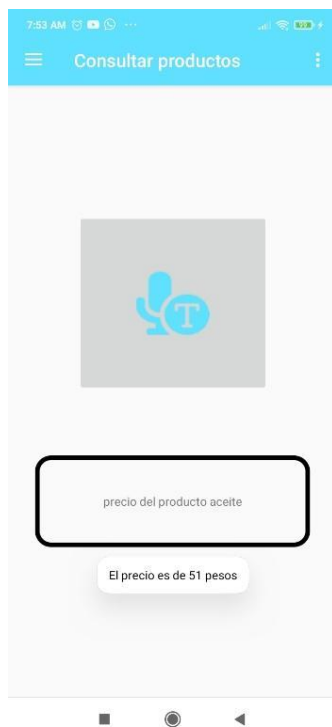 7:53 AM
Consultar productos
T
precio del producto aceite
El precio es de 51 pesos